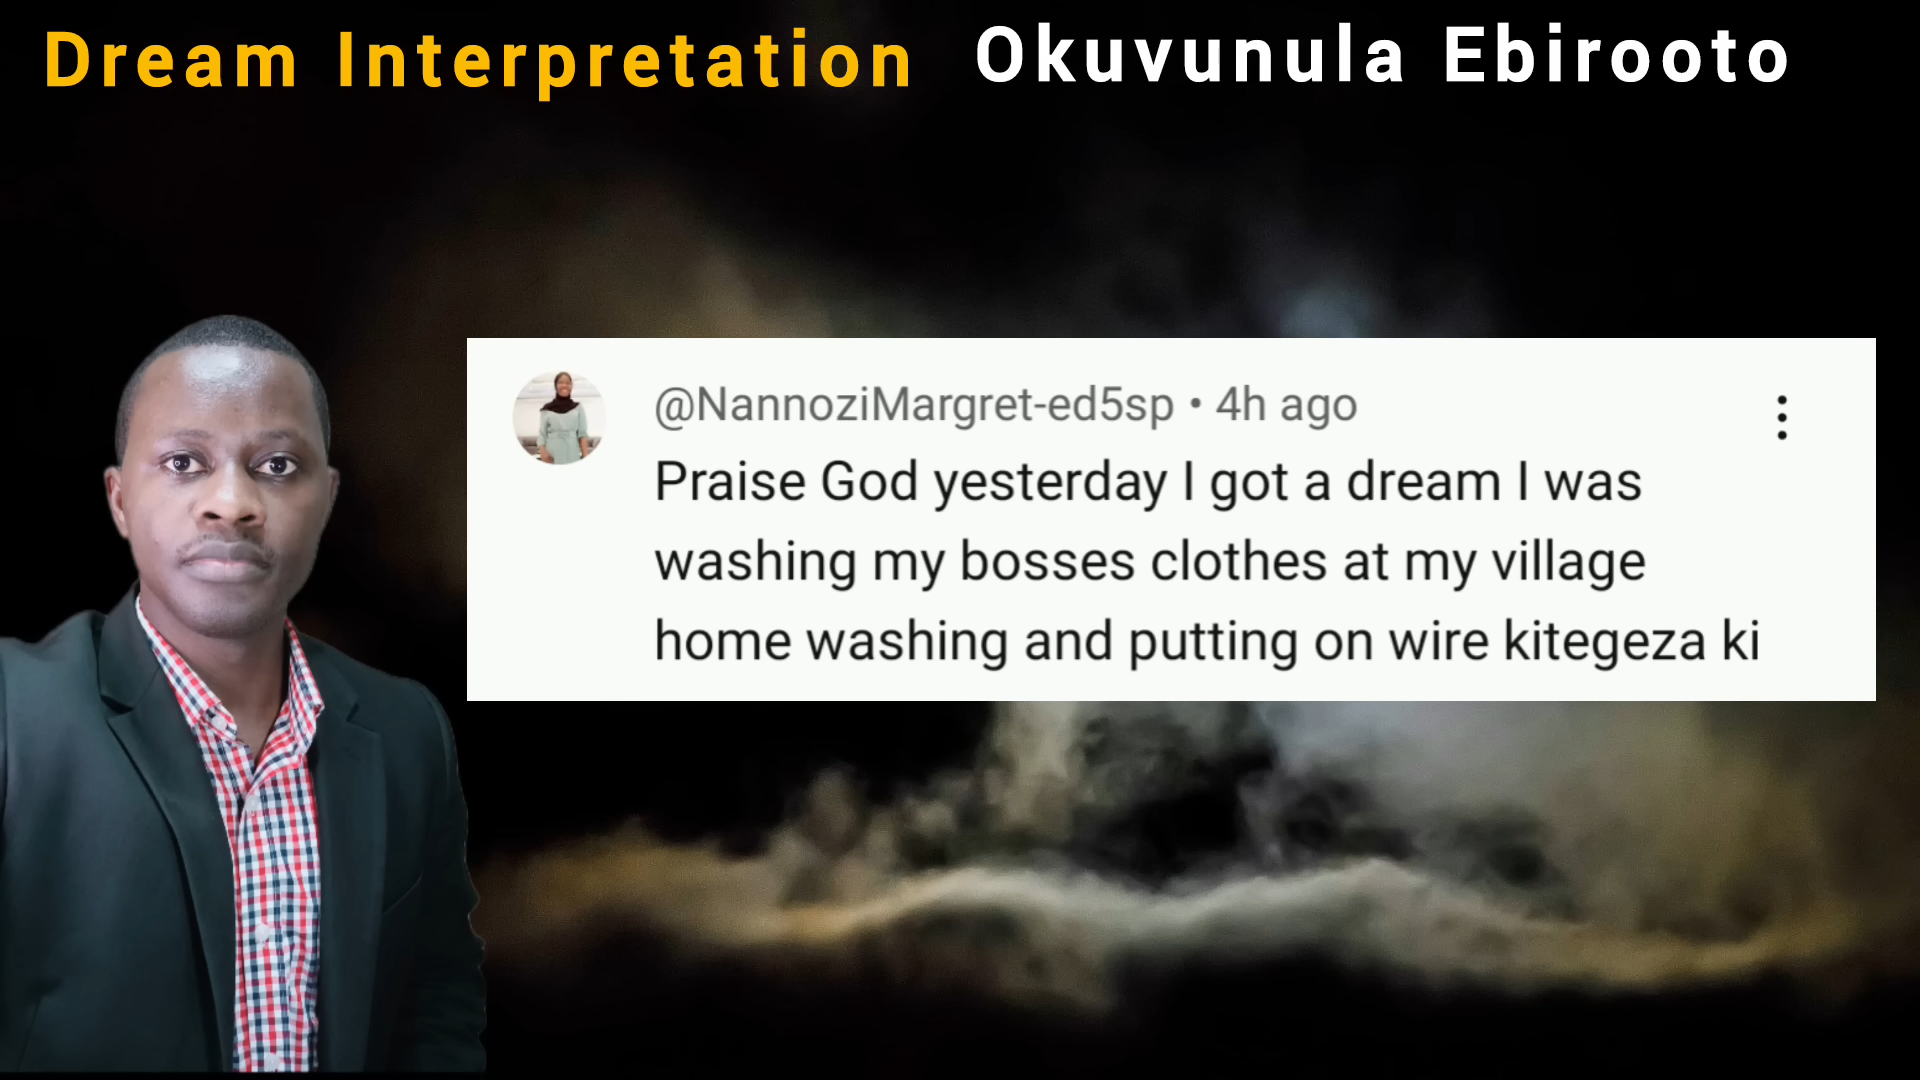 Dream Interpretation Okuvunula Ebirooto
@NannoziMargret-ed5sp • 4h ago
Praise God yesterday I got a dream I was
washing my bosses clothes at my village
home washing and putting on wire kitegeza ki